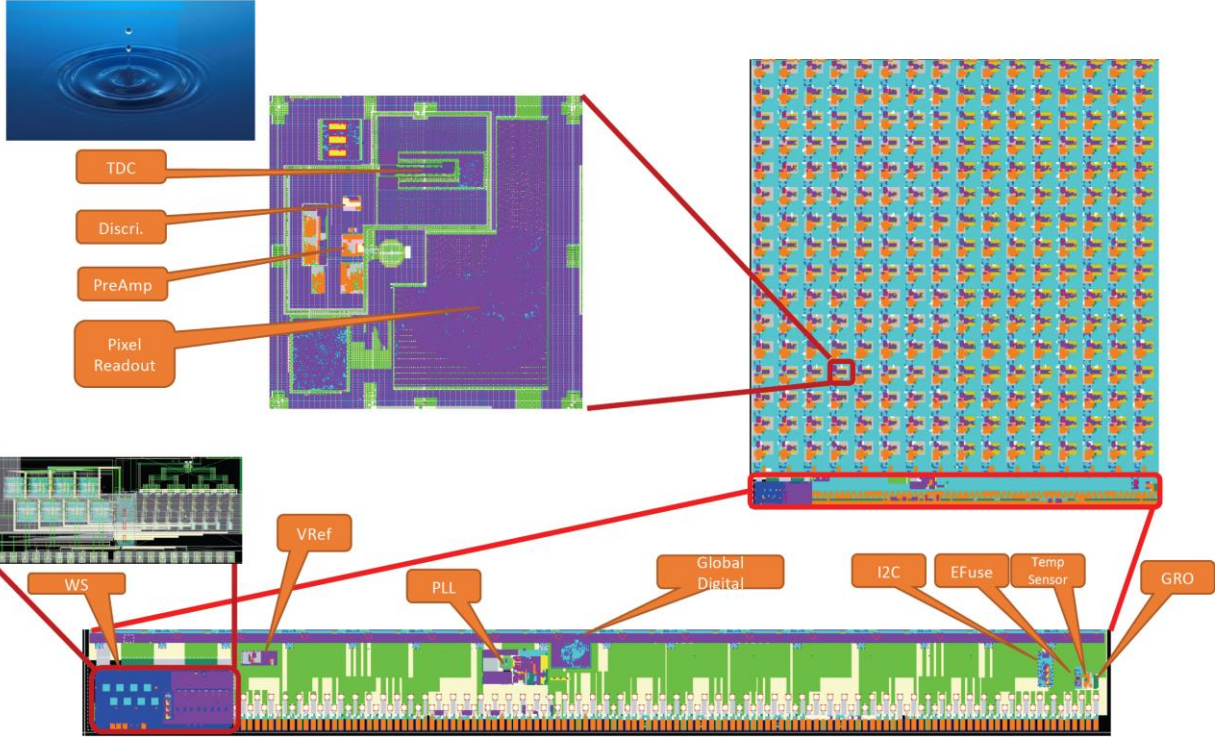 TDC
Discri.
PreAmp
Pixel
Readout
VRef
WS
PLL
Global
Digital
I2C
EFuse
Temp
Sensor
GRO